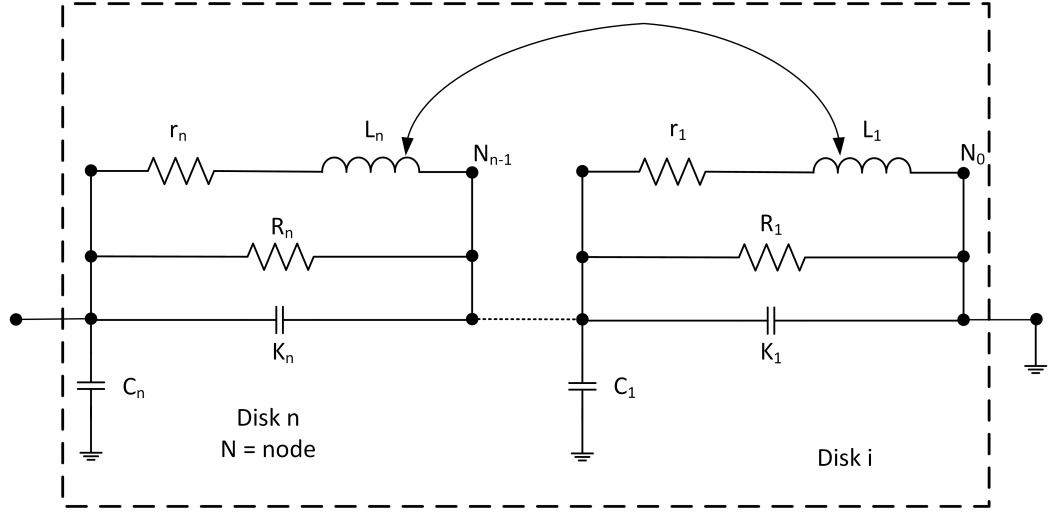 rₙ
Lₙ
Nₙ₋₁
r₁
L₁
N₀
Rₙ
R₁
Kₙ
K₁
Cₙ
C₁
Disk n
N = node
Disk i